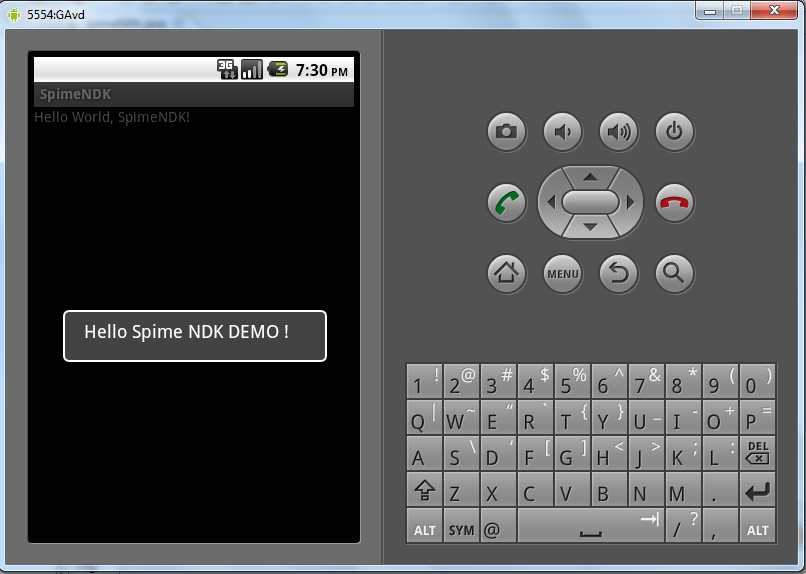 5554:GAvd
3G 7:30 PM
SpimeNDK
Hello World, SpimeNDK!
Hello Spime NDK DEMO !
MENU
1 ! 2 @ 3 # 4 $ 5 % 6 ^ 7 & 8 * 9 ( 0 )
Q | W ~ E “ R ` T { Y } U _ I - O + P =
A S \ D ‘ F [ G ] H < J > K ; L : DEL
Z X C V B N M .
ALT SYM @ / ? , ALT